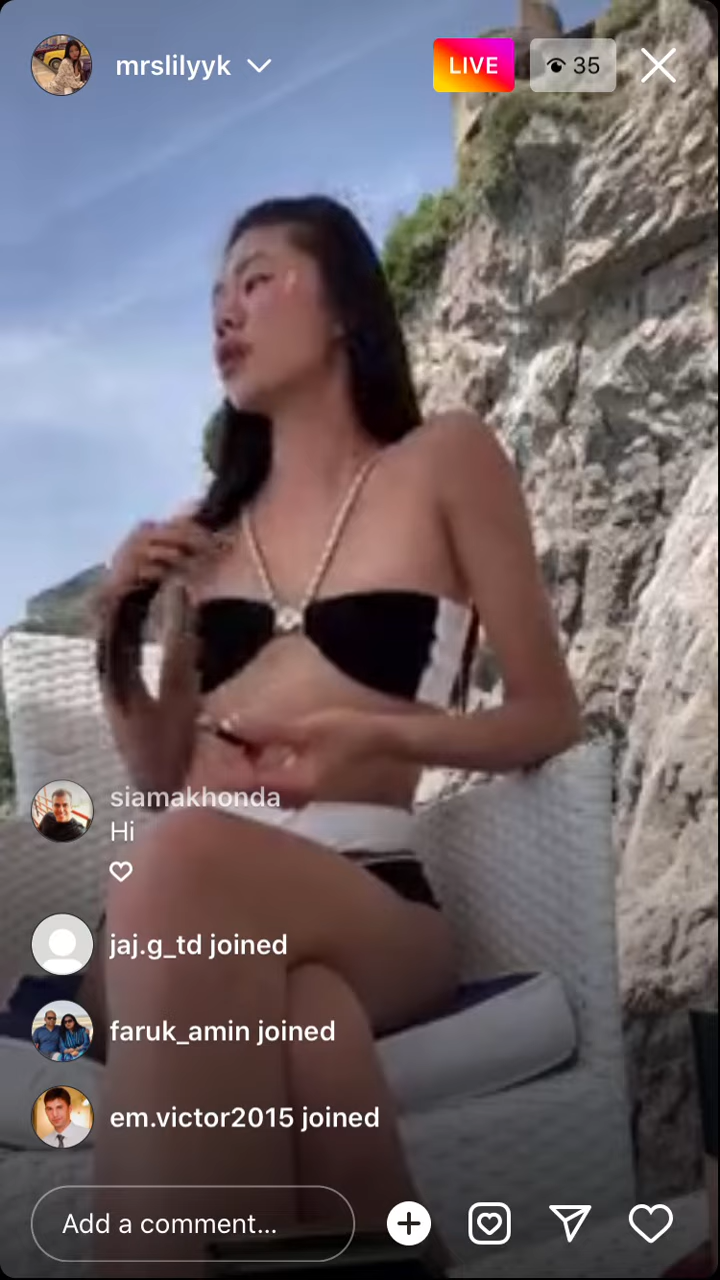 mrslilyyk
LIVE
35
siamakhonda
Hi
jaj.g_td joined
faruk_amin joined
em.victor2015 joined
Add a comment...